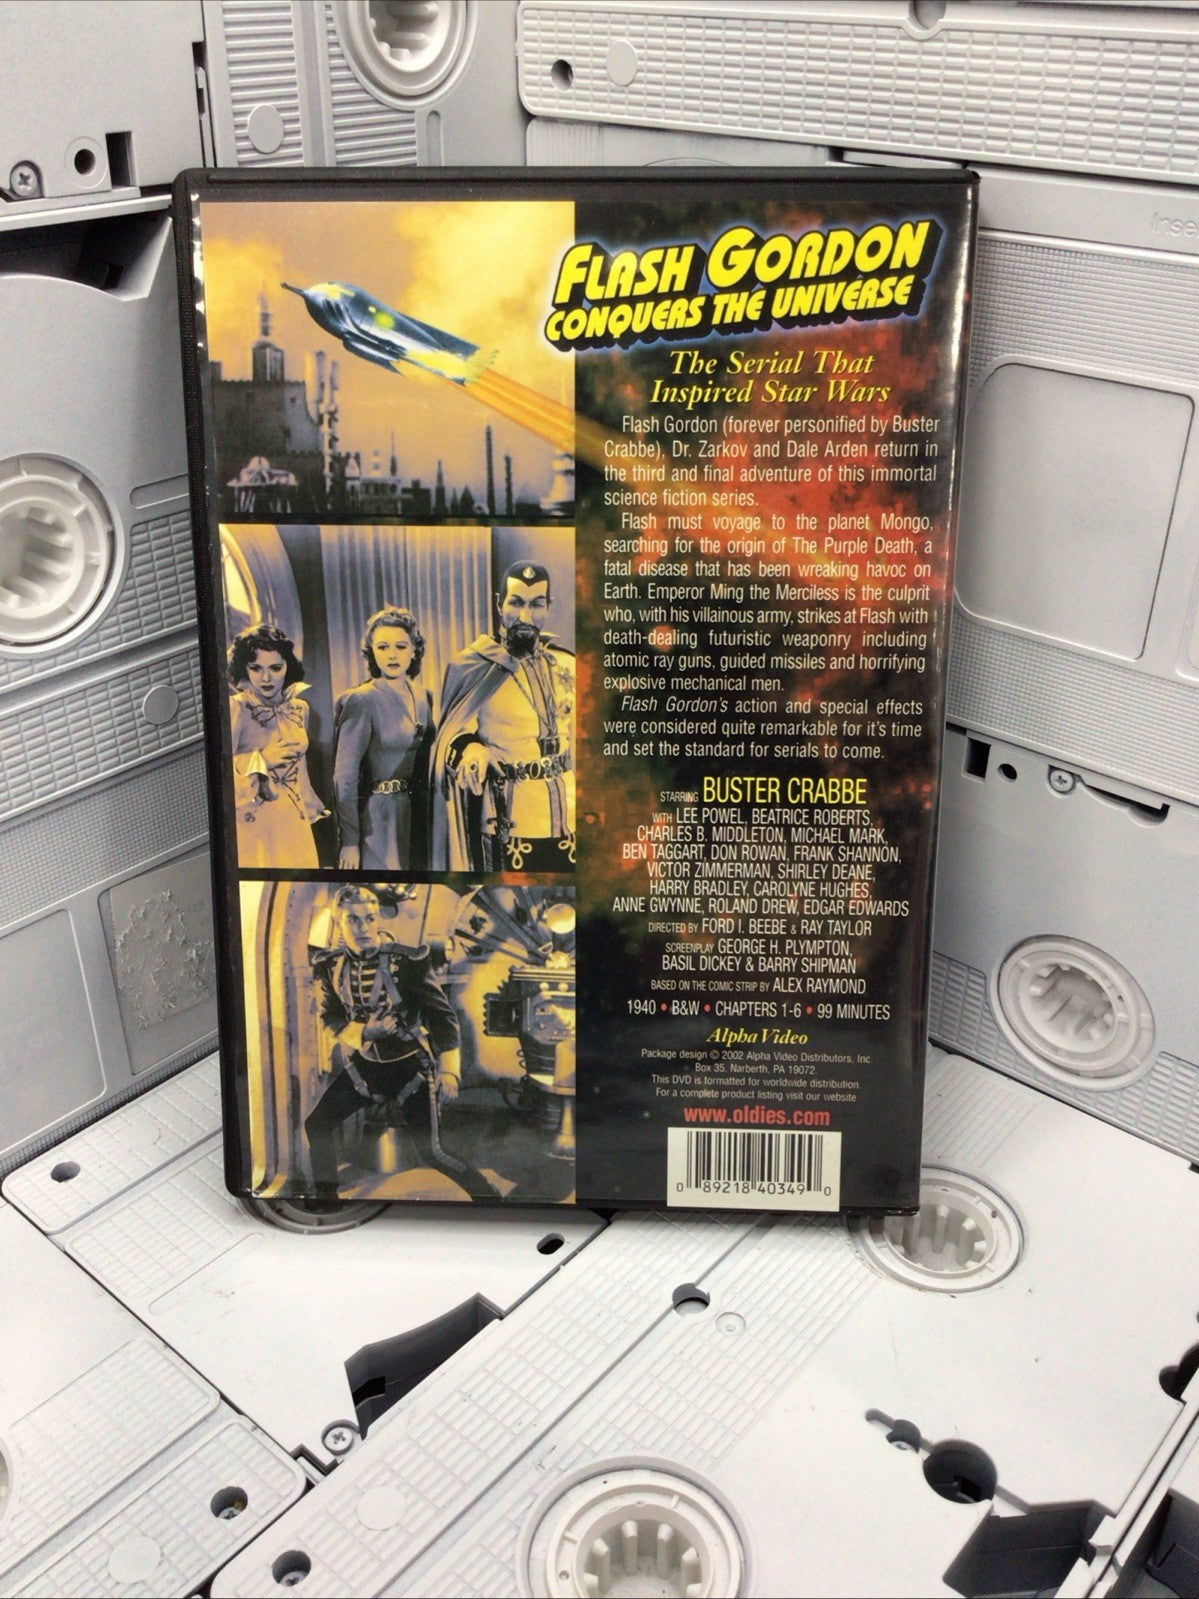 Inse
FLASH GORDON
CONQUERS THE UNIVERSE
The Serial That
Inspired Star Wars
Flash Gordon (forever personified by Buster
Crabbe), Dr. Zarkov and Dale Arden return in
the third and final adventure of this immortal
science fiction series.
Flash must voyage to the planet Mongo,
searching for the origin of The Purple Death, a
fatal disease that has been wreaking havoc on
Earth. Emperor Ming the Merciless is the culprit
who, with his villainous army, strikes at Flash with
death-dealing futuristic weaponry including
atomic ray guns, guided missiles and horrifying
explosive mechanical men.
Flash Gordon's action and special effects
were considered quite remarkable for it's time
and set the standard for serials to come.
STARRING BUSTER CRABBE
WITH LEE POWEL, BEATRICE ROBERTS,
CHARLES B. MIDDLETON, MICHAEL MARK,
BEN TAGGART, DON ROWAN, FRANK SHANNON,
VICTOR ZIMMERMAN, SHIRLEY DEANE,
HARRY BRADLEY, CAROLYNE HUGHES,
ANNE GWYNNE, ROLAND DREW, EDGAR EDWARDS
DIRECTED BY FORD I. BEEBE & RAY TAYLOR
SCREENPLAY GEORGE H. PLYMPTON,
BASIL DICKEY & BARRY SHIPMAN
BASED ON THE COMIC STRIP BY ALEX RAYMOND
1940 • B&W • CHAPTERS 1-6 • 99 MINUTES
Alpha Video
Package design © 2002 Alpha Video Distributors, Inc.
Box 35, Narberth, PA 19072.
This DVD is formatted for worldwide distribution.
For a complete product listing visit our website
www.oldies.com
0 89218 40349 0